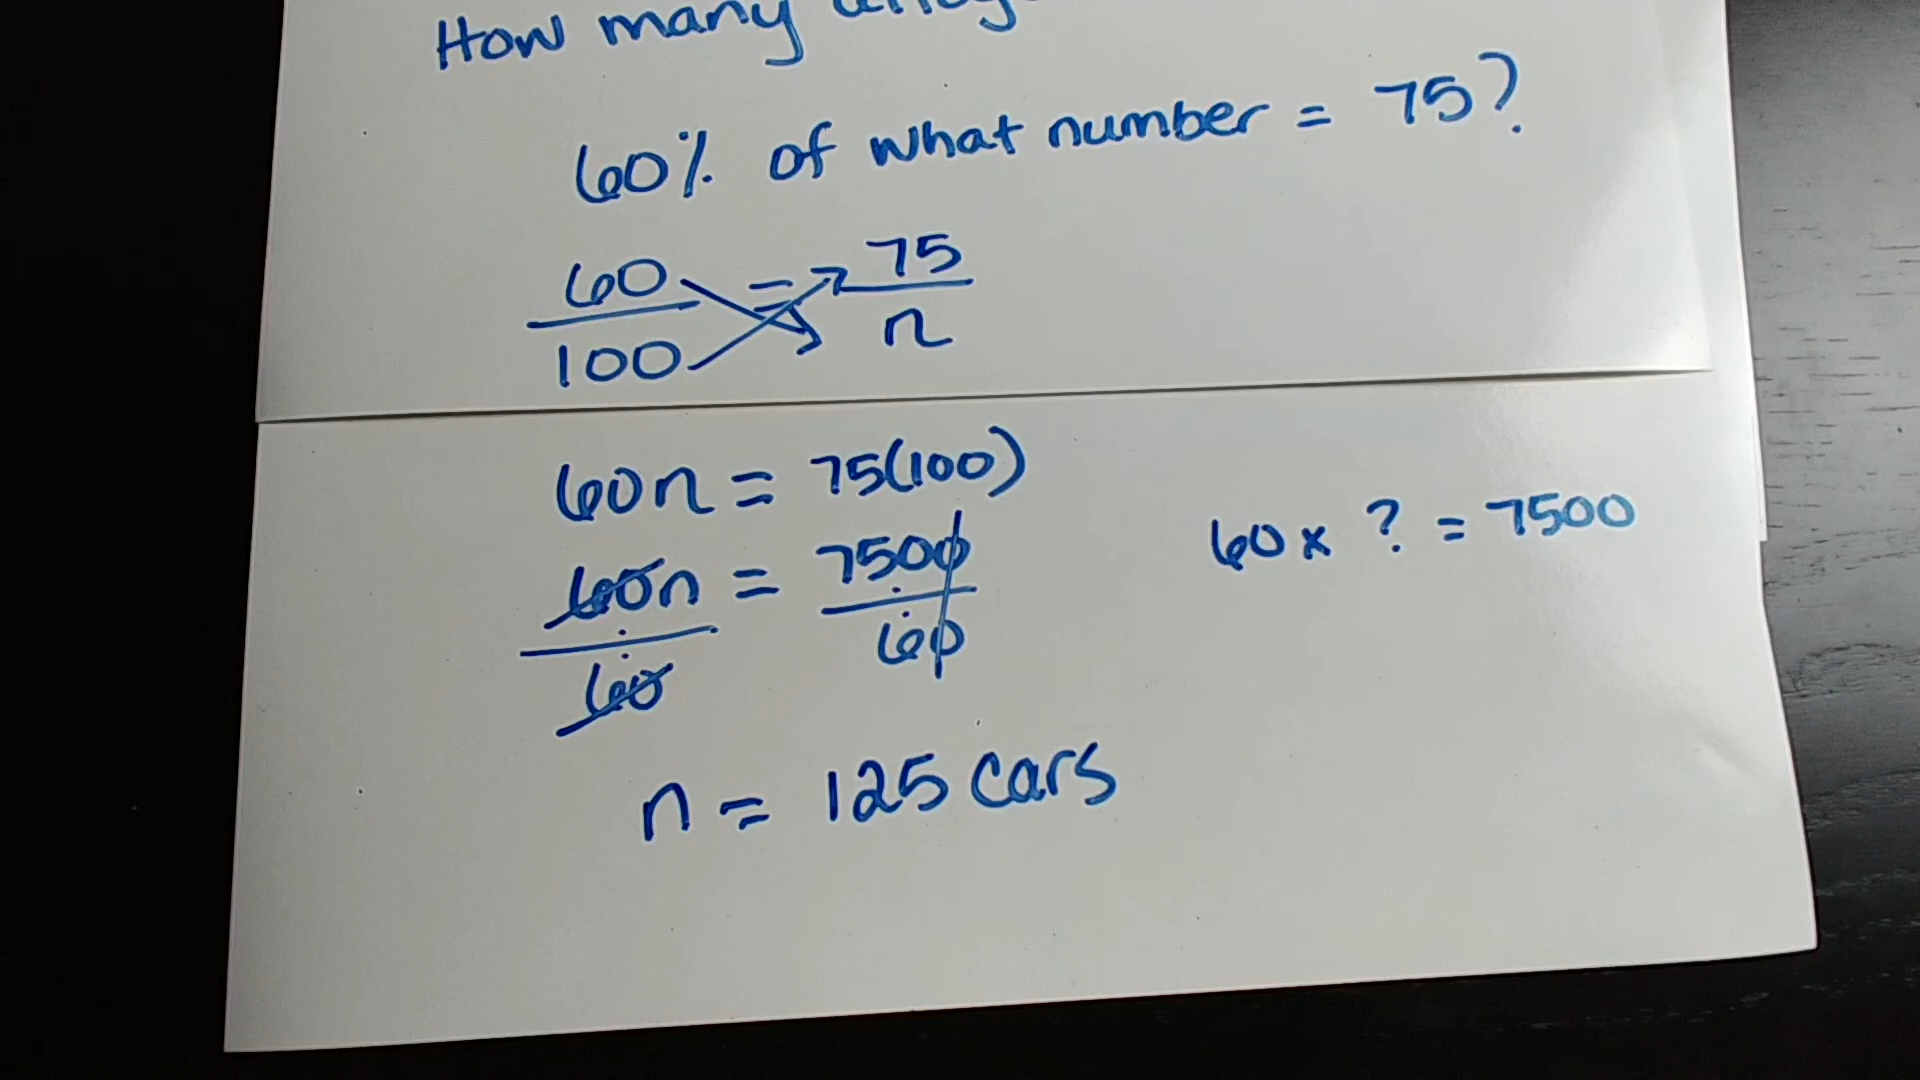 How many
60% of what number = 75?
60 = 75
100 n
60n = 75(100)
60n = 7500 60 x ? = 7500
60 60
n = 125 cars